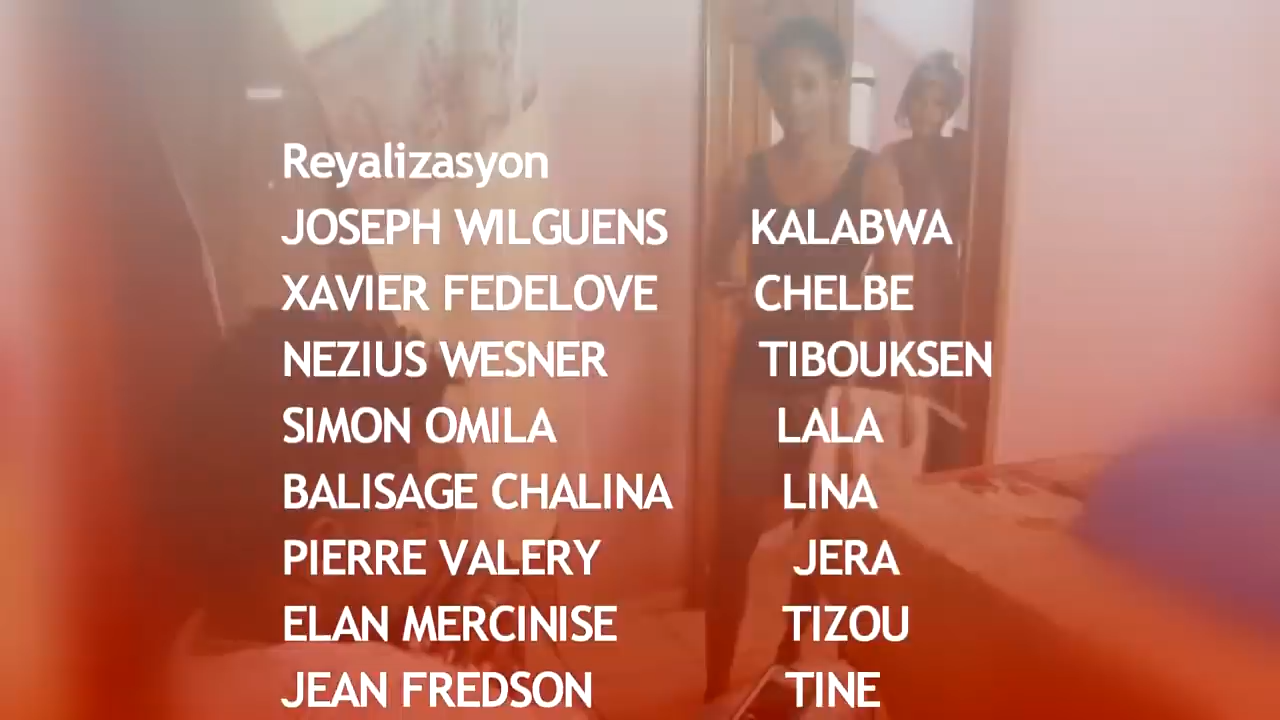 Reyalizasyon
JOSEPH WILGUENS KALABWA
XAVIER FEDELOVE CHELBE
NEZIUS WESNER TIBOUKSEN
SIMON OMILA LALA
BALISAGE CHALINA LINA
PIERRE VALERY JERA
ELAN MERCINISE TIZOU
JEAN FREDSON TINE